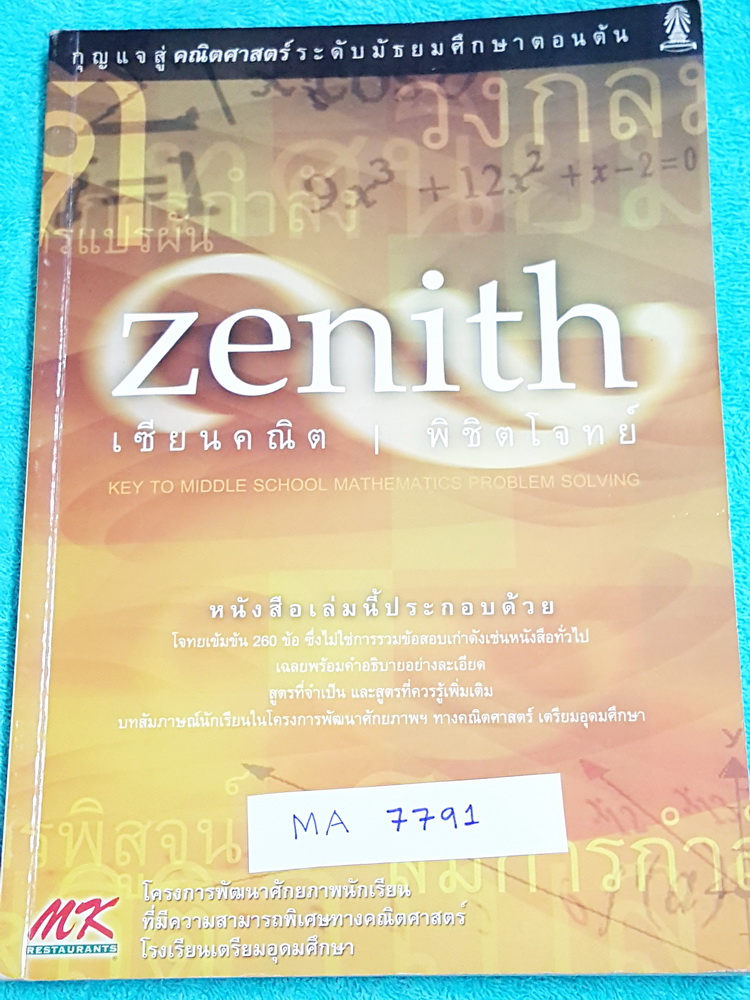 กุญแจสู่ คณิตศาสตร์ระดับมัธยมศึกษาตอนต้น
วงกลม
9x³ + 12x² + x - 2 = 0
การแปรผัน
zenith
เซียนคณิต | พิชิตโจทย์
KEY TO MIDDLE SCHOOL MATHEMATICS PROBLEM SOLVING
หนังสือเล่มนี้ประกอบด้วย
โจทยเข้มข้น 260 ข้อ ซึ่งไม่ใช่การรวมข้อสอบเก่าดังเช่นหนังสือทั่วไป
เฉลยพร้อมคำอธิบายอย่างละเอียด
สูตรที่จำเป็น และสูตรที่ควรรู้เพิ่มเติม
บทสัมภาษณ์นักเรียนในโครงการพัฒนาศักยภาพฯ ทางคณิตศาสตร์ เตรียมอุดมศึกษา
MA 7791
โครงการพัฒนาศักยภาพนักเรียน
ที่มีความสามารถพิเศษทางคณิตศาสตร์
โรงเรียนเตรียมอุดมศึกษา
MK
RESTAURANTS